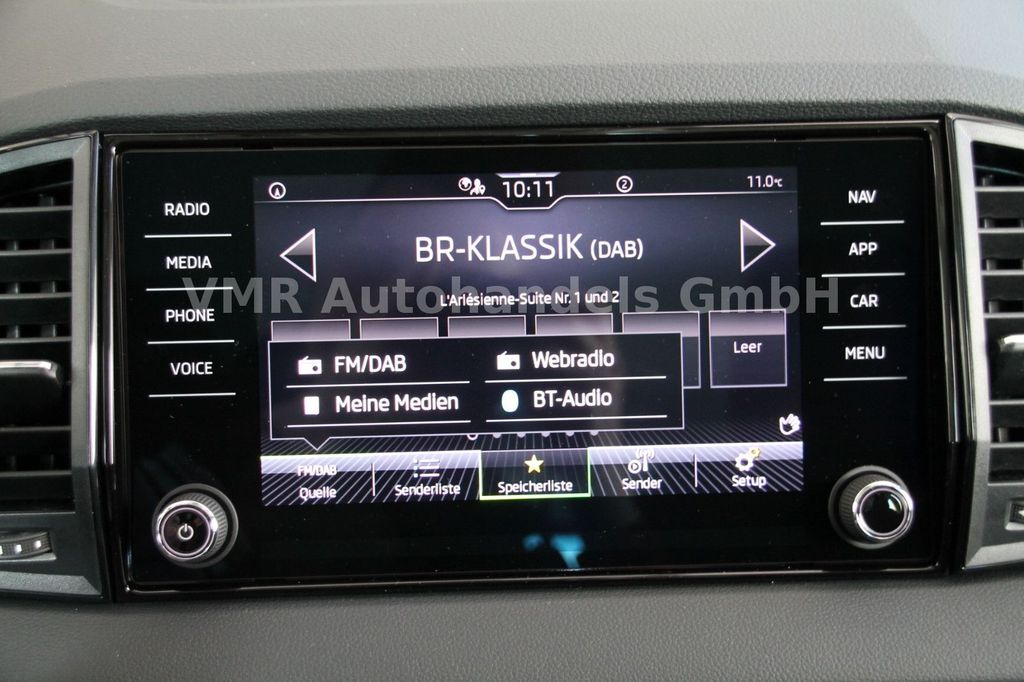 10:11
2
11.0°C
RADIO
MEDIA
PHONE
VOICE
NAV
APP
CAR
MENU
BR-KLASSIK (DAB)
L'Arlésienne-Suite Nr. 1 und 2
VMR Autohandels GmbH
Leer
FM/DAB
Webradio
Meine Medien
BT-Audio
FM/DAB
Quelle
Senderliste
Speicherliste
Sender
Setup